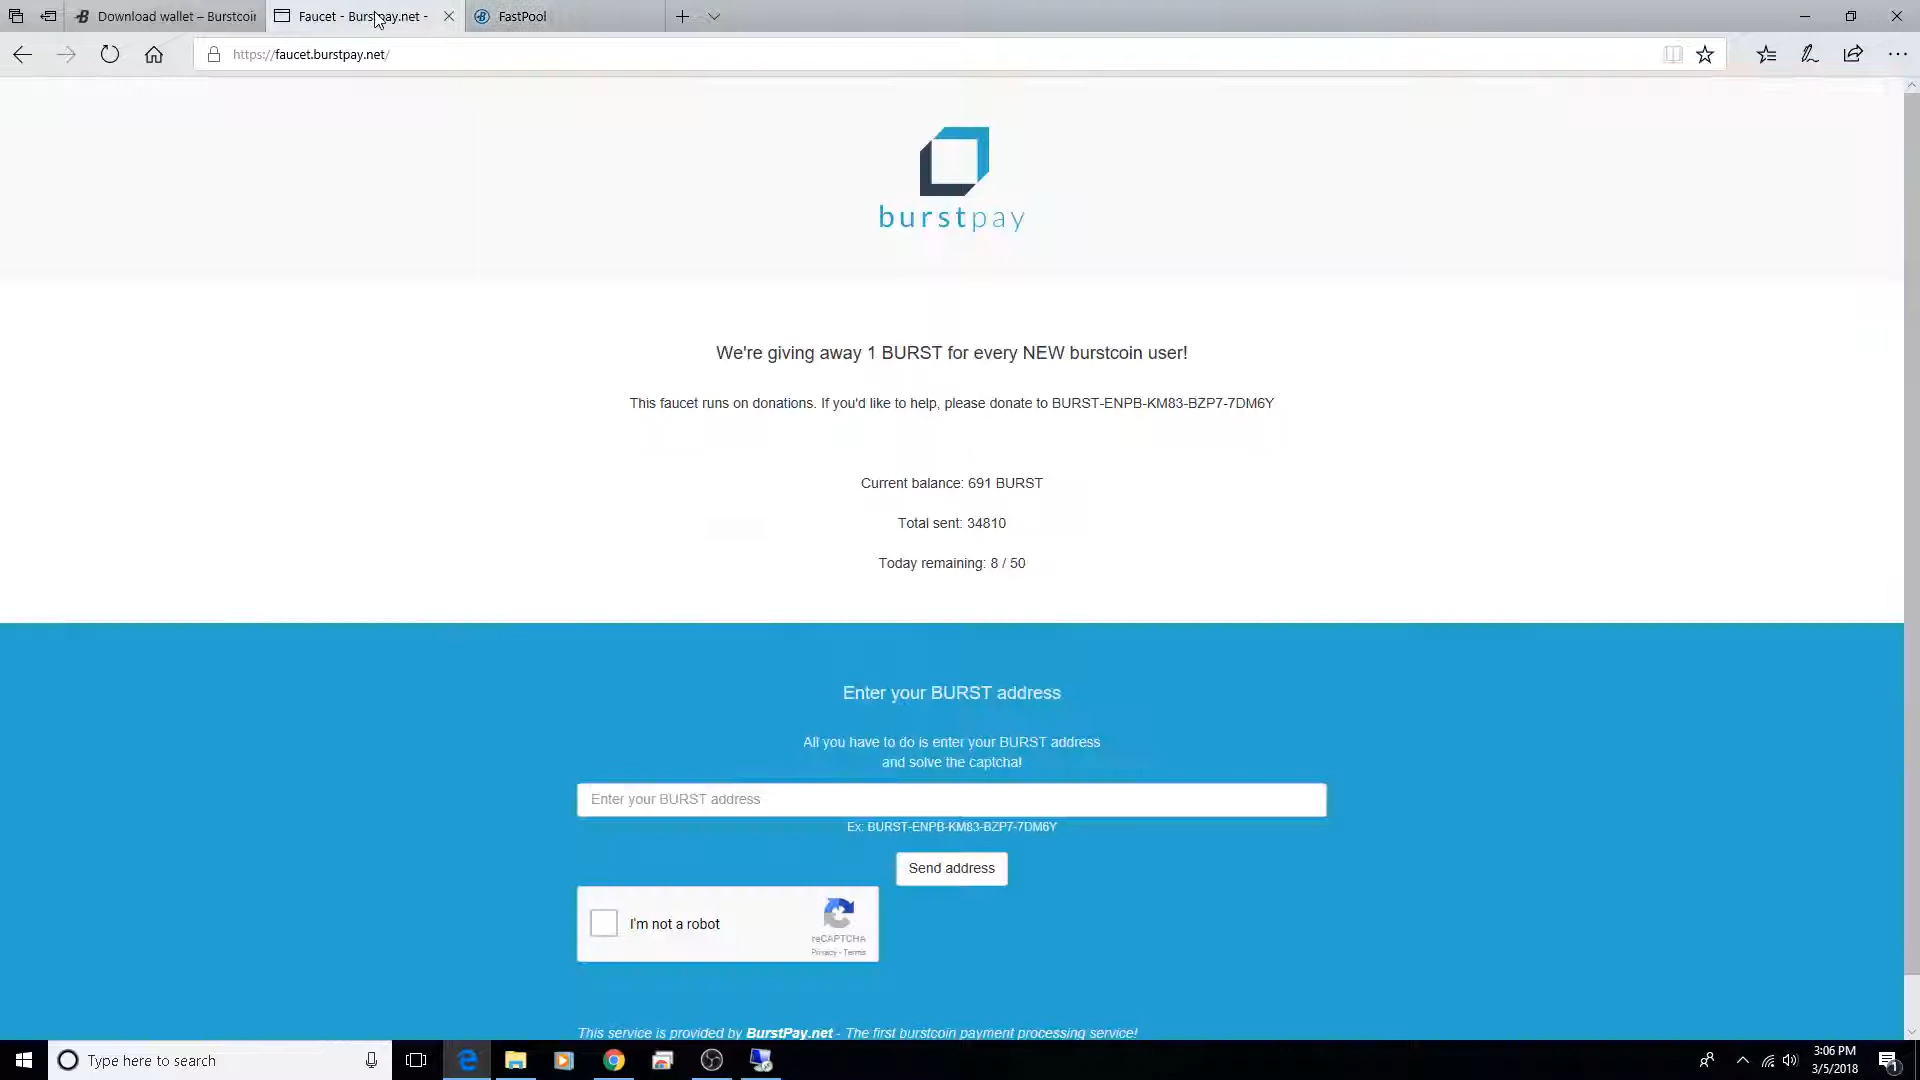 Download wallet – Burstcoin
Faucet - Burstpay.net -
FastPool
https://faucet.burstpay.net/
burstpay
We're giving away 1 BURST for every NEW burstcoin user!
This faucet runs on donations. If you'd like to help, please donate to BURST-ENPB-KM83-BZP7-7DM6Y
Current balance: 691 BURST
Total sent: 34810
Today remaining: 8 / 50
Enter your BURST address
All you have to do is enter your BURST address
and solve the captcha!
Enter your BURST address
Ex: BURST-ENPB-KM83-BZP7-7DM6Y
Send address
I'm not a robot
reCAPTCHA
Privacy - Terms
This service is provided by BurstPay.net - The first burstcoin payment processing service!
Type here to search
3:06 PM
3/5/2018
1